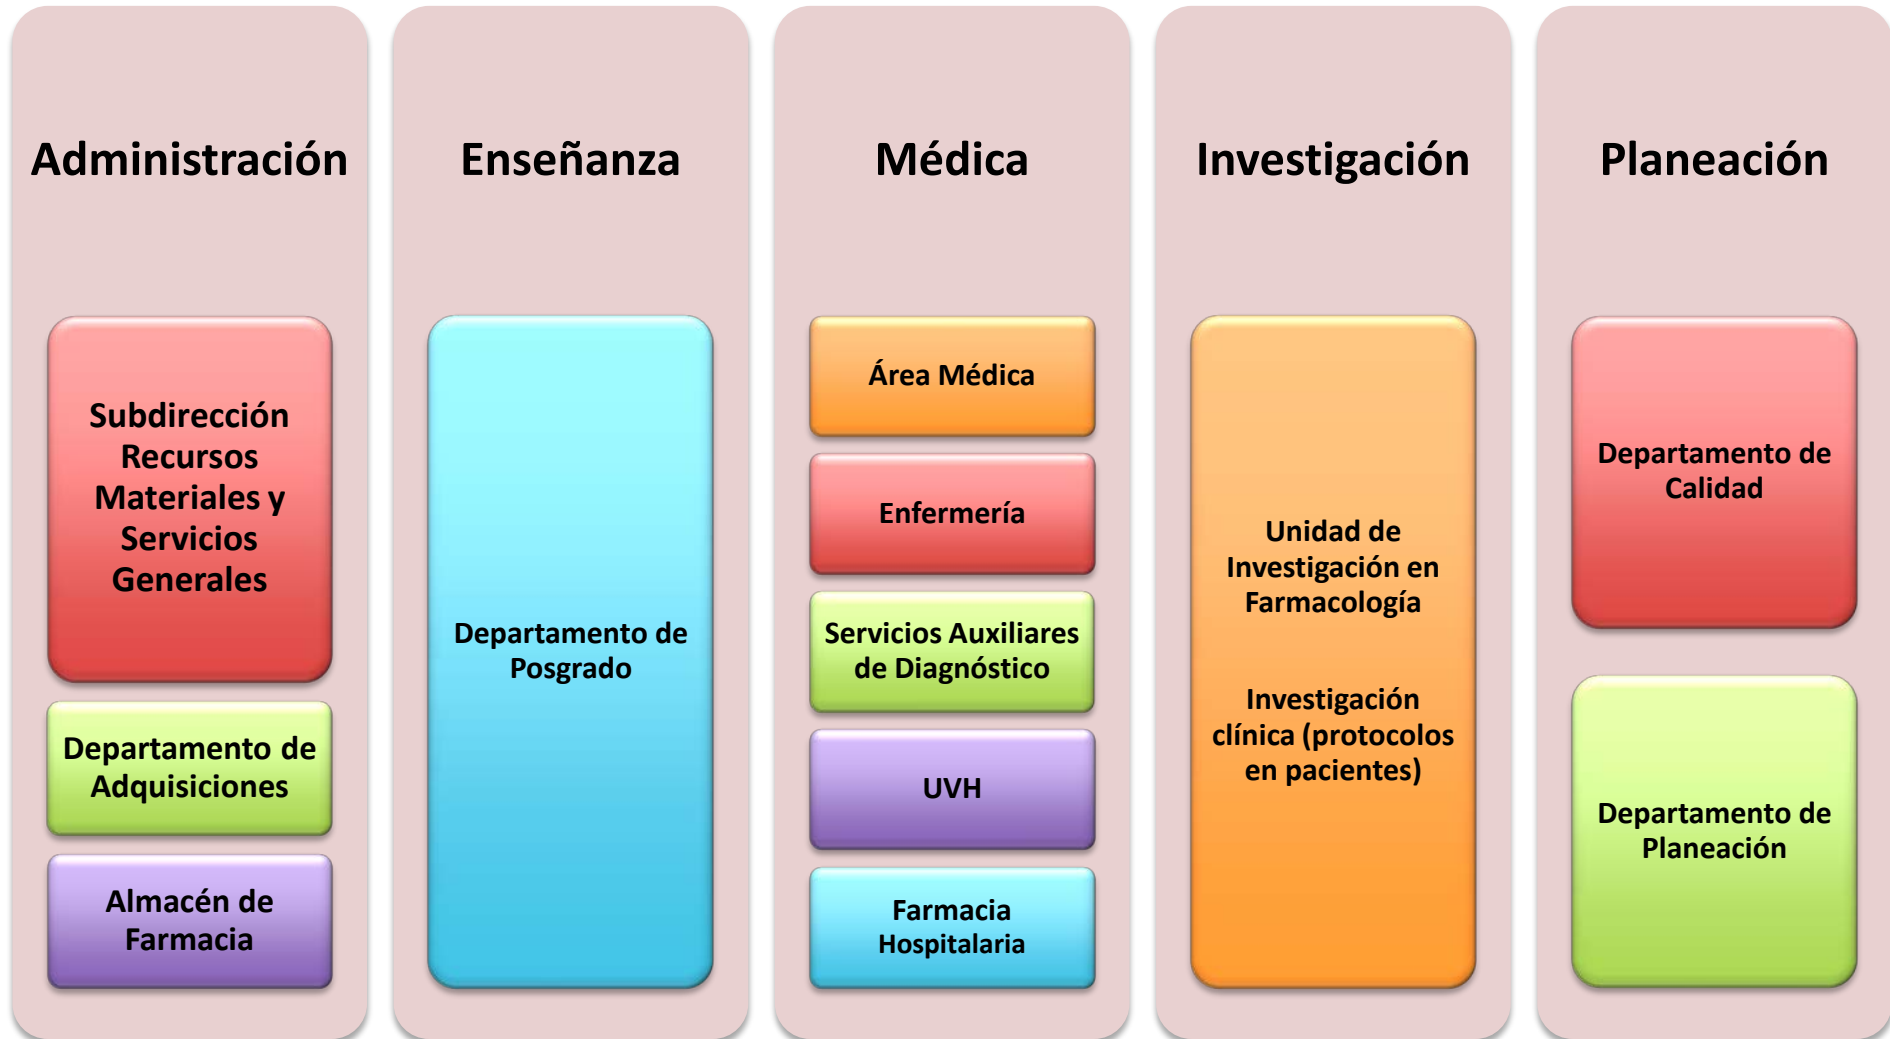 Administración
Subdirección
Recursos
Materiales y
Servicios
Generales
Departamento de
Adquisiciones
Almacén de
Farmacia
Enseñanza
Departamento de
Posgrado
Médica
Área Médica
Enfermería
Servicios Auxiliares
de Diagnóstico
UVH
Farmacia
Hospitalaria
Investigación
Unidad de
Investigación en
Farmacología
Investigación
clínica (protocolos
en pacientes)
Planeación
Departamento de
Calidad
Departamento de
Planeación